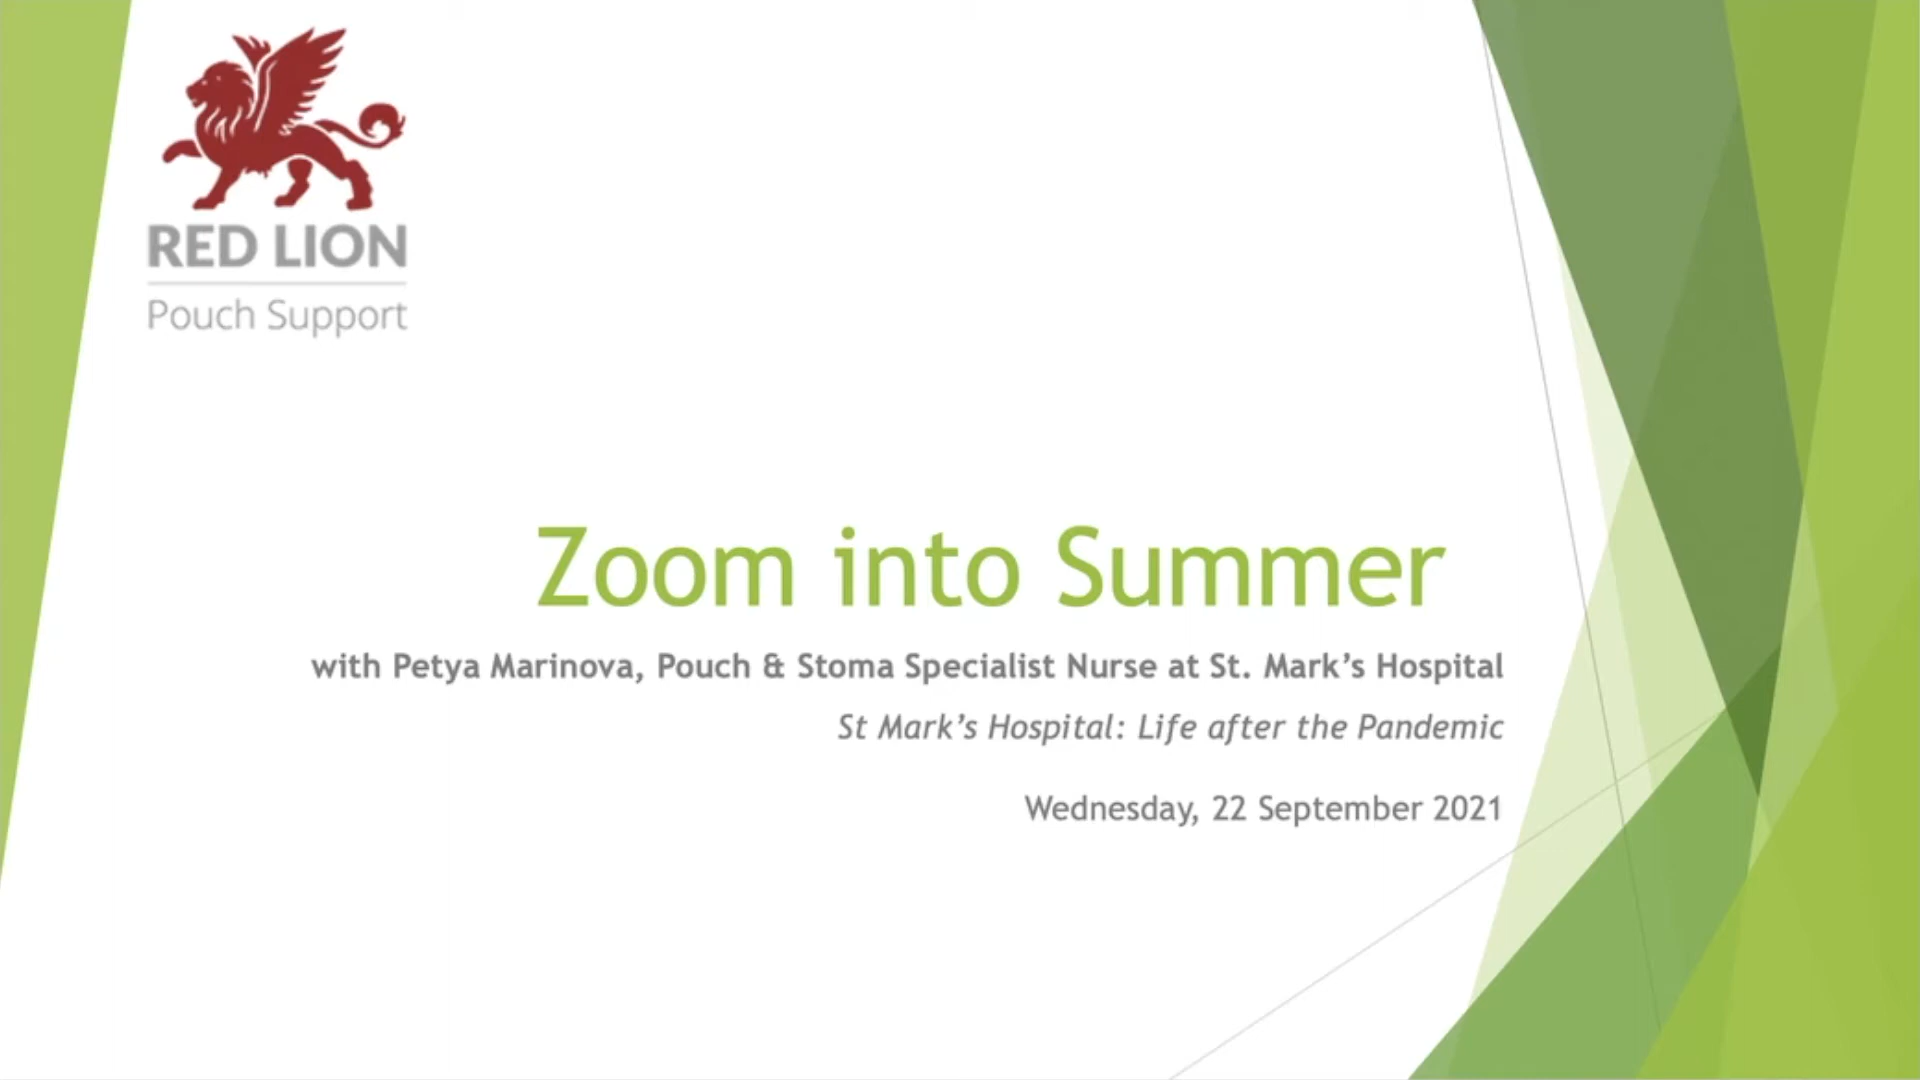 RED LION
Pouch Support
Zoom into Summer
with Petya Marinova, Pouch & Stoma Specialist Nurse at St. Mark’s Hospital
St Mark’s Hospital: Life after the Pandemic
Wednesday, 22 September 2021